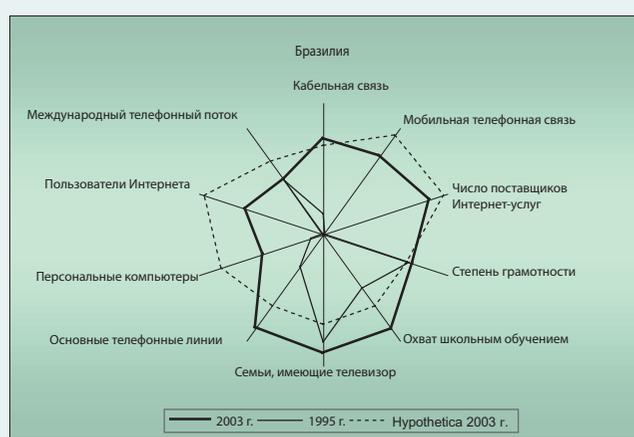 Бразилия
Кабельная связь
Международный телефонный поток
Мобильная телефонная связь
Пользователи Интернета
Число поставщиков
Интернет-услуг
Персональные компьютеры
Степень грамотности
Основные телефонные линии
Охват школьным обучением
Семьи, имеющие телевизор
2003 г. 1995 г. Hypothetica 2003 г.